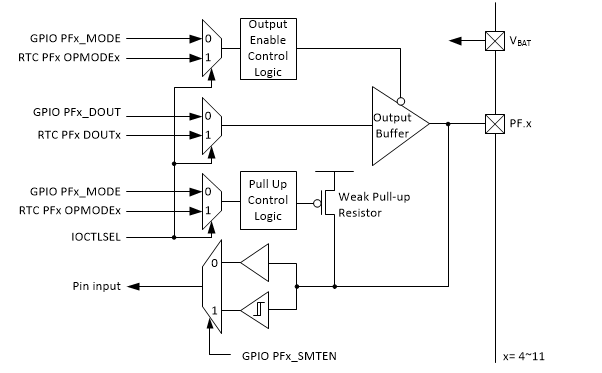 GPIO PFx_MODE
RTC PFx OPMODEx
0
1
Output
Enable
Control
Logic
VBAT
GPIO PFx_DOUT
RTC PFx DOUTx
0
1
Output
Buffer
PF.x
GPIO PFx_MODE
RTC PFx OPMODEx
IOCTLSEL
0
1
Pull Up
Control
Logic
Weak Pull-up
Resistor
Pin input
0
1
GPIO PFx_SMTEN
x= 4~11